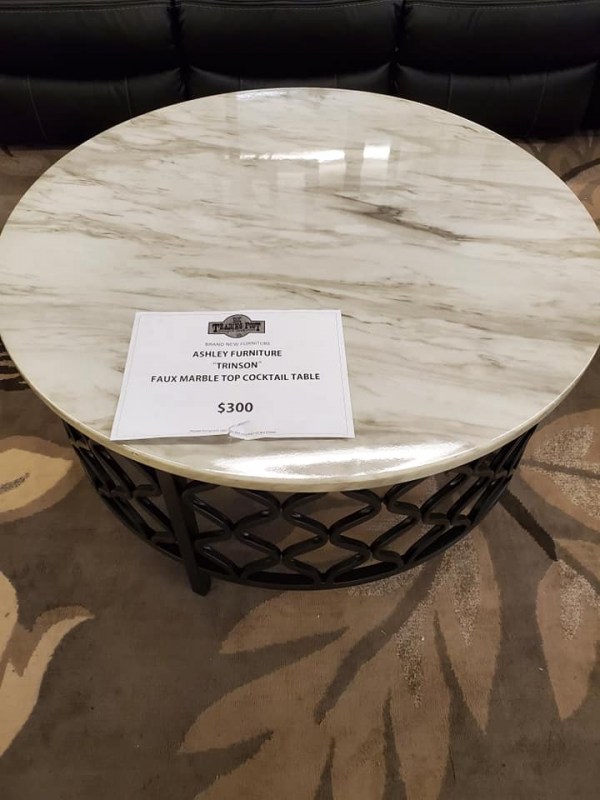 TRADING POST
BRAND NEW FURNITURE
ASHLEY FURNITURE
"TRINSON"
FAUX MARBLE TOP COCKTAIL TABLE
$300